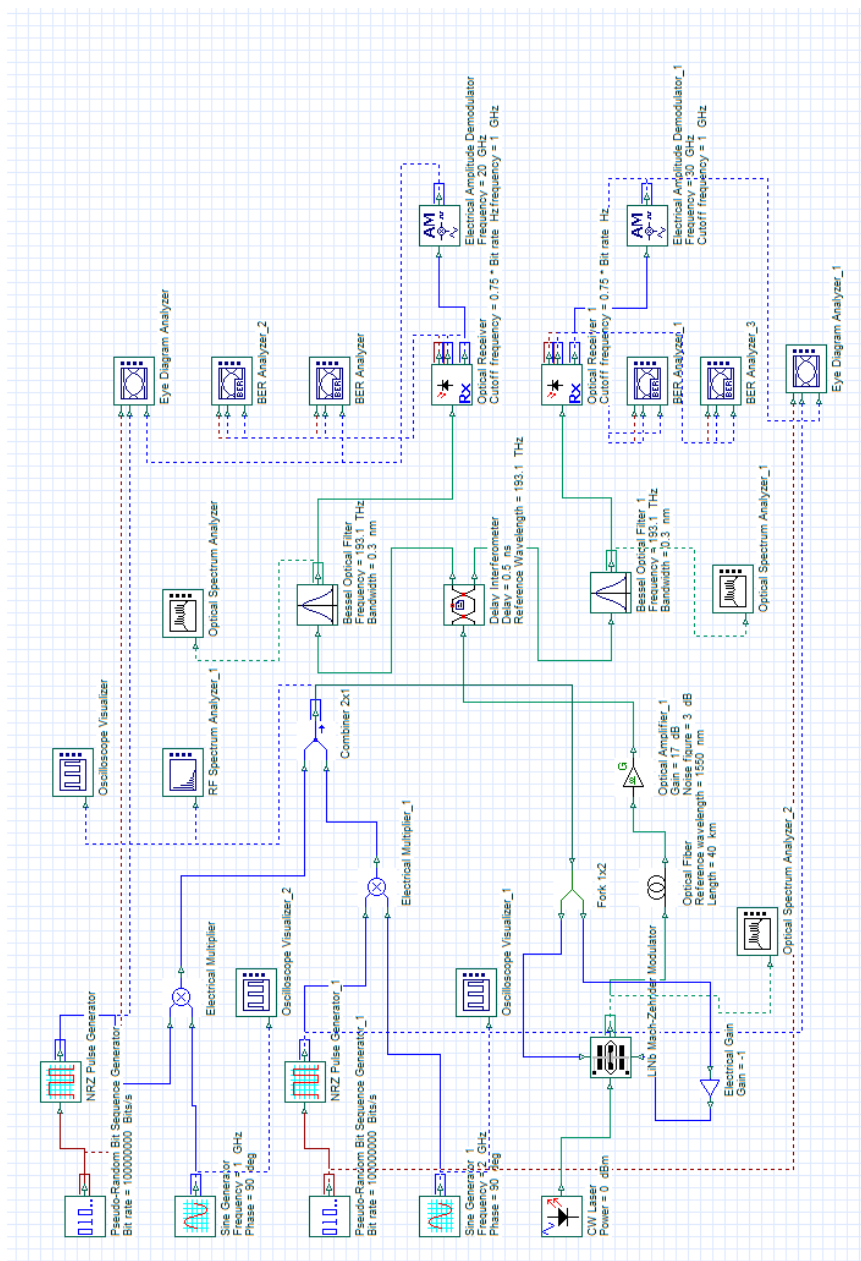 Pseudo-Random Bit Sequence Generator
Bit rate = 100000000 Bits/s
NRZ Pulse Generator
Sine Generator
Frequency = 1 GHz
Phase = 90 deg
Electrical Multiplier
Oscilloscope Visualizer_2
Pseudo-Random Bit Sequence Generator_1
Bit rate = 100000000 Bits/s
NRZ Pulse Generator_1
Electrical Multiplier_1
Sine Generator 1
Frequency = 2 GHz
Phase = 90 deg
Oscilloscope Visualizer_1
CW Laser
Power = 0 dBm
LiNb Mach-Zehnder Modulator
Electrical Gain
Gain = -1
Fork 1x2
Optical Fiber
Reference wavelength = 1550 nm
Length = 40 km
Optical Spectrum Analyzer_2
G
Optical Amplifier_1
Gain = 17 dB
Noise figure = 3 dB
Oscilloscope Visualizer
RF Spectrum Analyzer_1
Combiner 2x1
Optical Spectrum Analyzer
Bessel Optical Filter
Frequency = 193.1 THz
Bandwidth = 0.3 nm
Delay Interferometer
Delay = 0.5 ns
Reference Wavelength = 193.1 THz
Bessel Optical Filter 1
Frequency = 193.1 THz
Bandwidth = 0.3 nm
Optical Spectrum Analyzer_1
Eye Diagram Analyzer
BER
BER Analyzer_2
BER
BER Analyzer
Rx
Optical Receiver
Cutoff frequency = 0.75 * Bit rate Hz
AM
Electrical Amplitude Demodulator
Frequency = 20 GHz
frequency = 1 GHz
Rx
Optical Receiver 1
Cutoff frequency = 0.75 * Bit rate Hz
AM
Electrical Amplitude Demodulator_1
Frequency = 30 GHz
Cutoff frequency = 1 GHz
BER
BER Analyzer_1
BER
BER Analyzer_3
Eye Diagram Analyzer_1